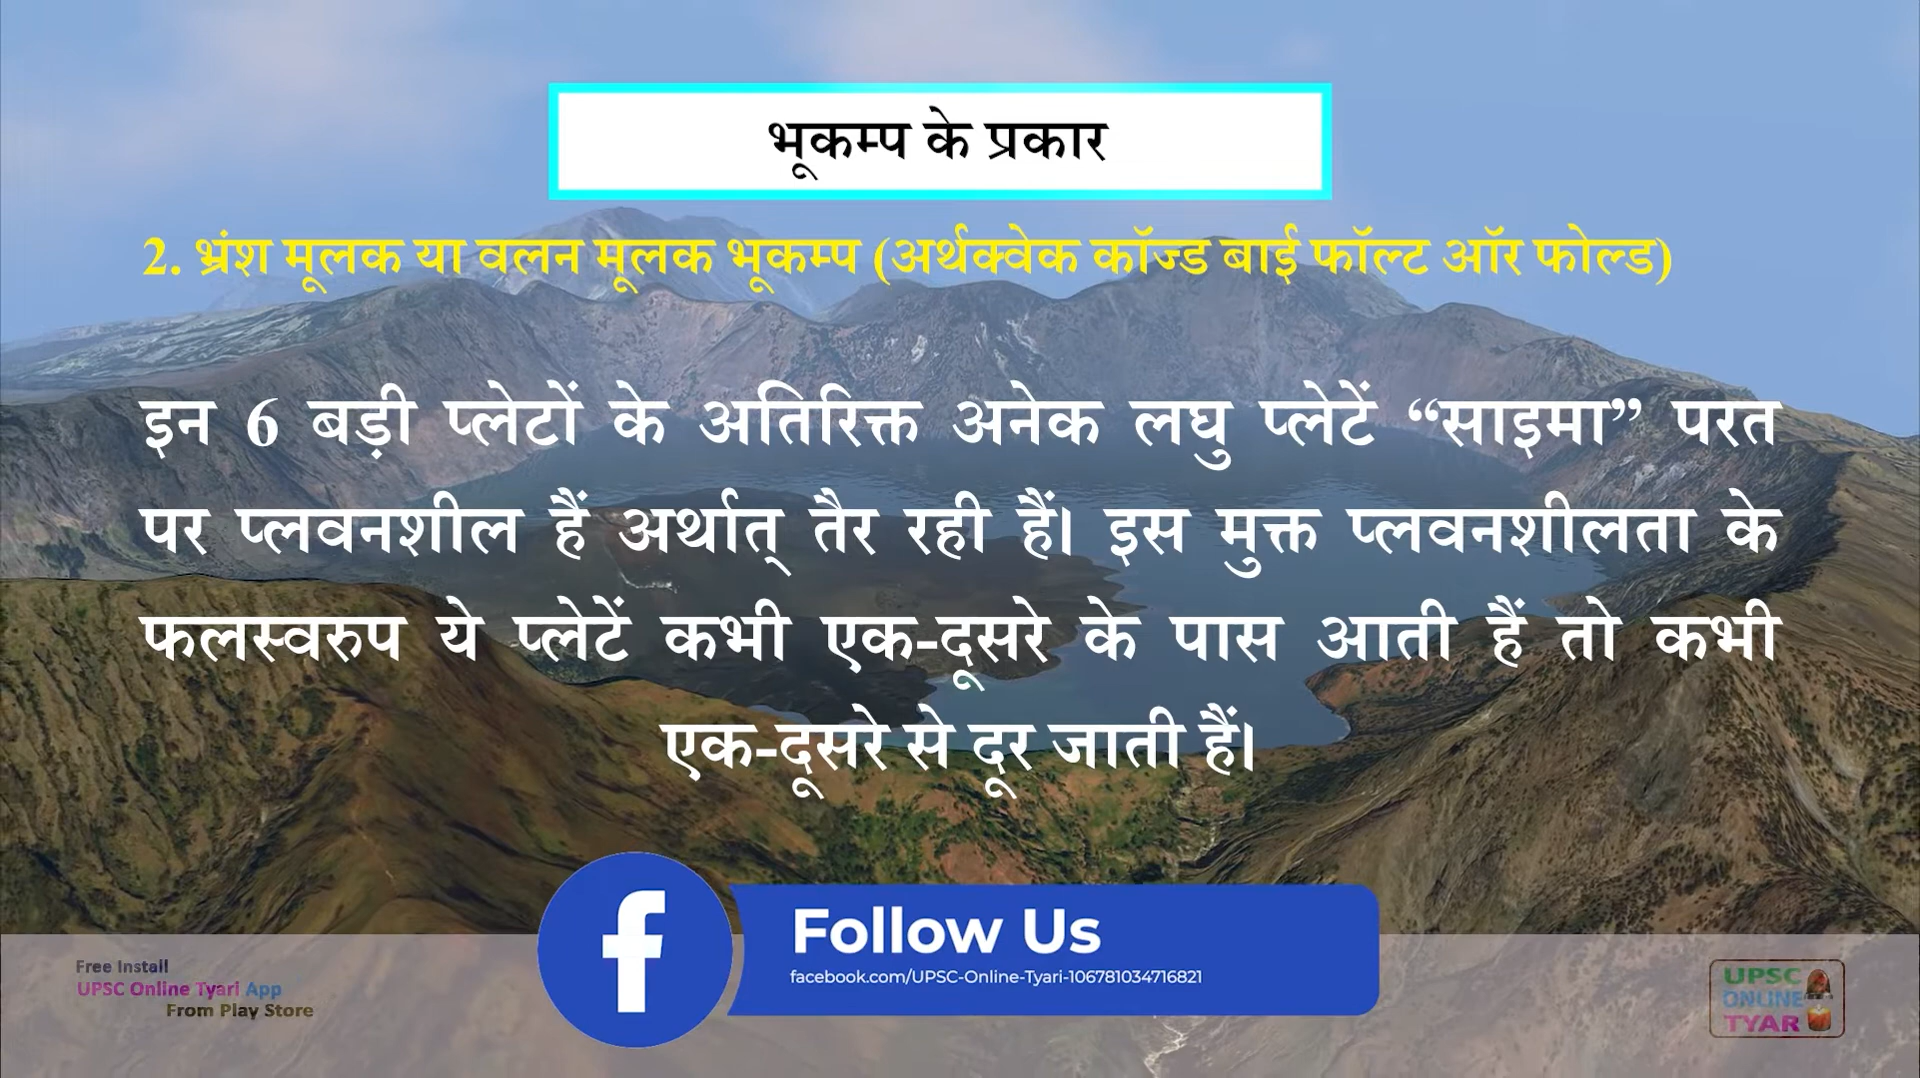 भूकम्प के प्रकार
2. भ्रंश मूलक या वलन मूलक भूकम्प (अर्थक्वेक कॉज्ड बाई फॉल्ट ऑर फोल्ड)
इन 6 बड़ी प्लेटों के अतिरिक्त अनेक लघु प्लेटें “साइमा” परत
पर प्लवनशील हैं अर्थात् तैर रही हैं। इस मुक्त प्लवनशीलता के
फलस्वरुप ये प्लेटें कभी एक-दूसरे के पास आती हैं तो कभी
एक-दूसरे से दूर जाती हैं।
Follow Us
facebook.com/UPSC-Online-Tyari-106781034716821
Free Install
UPSC Online Tyari App
From Play Store
UPSC
ONLINE
TYAR